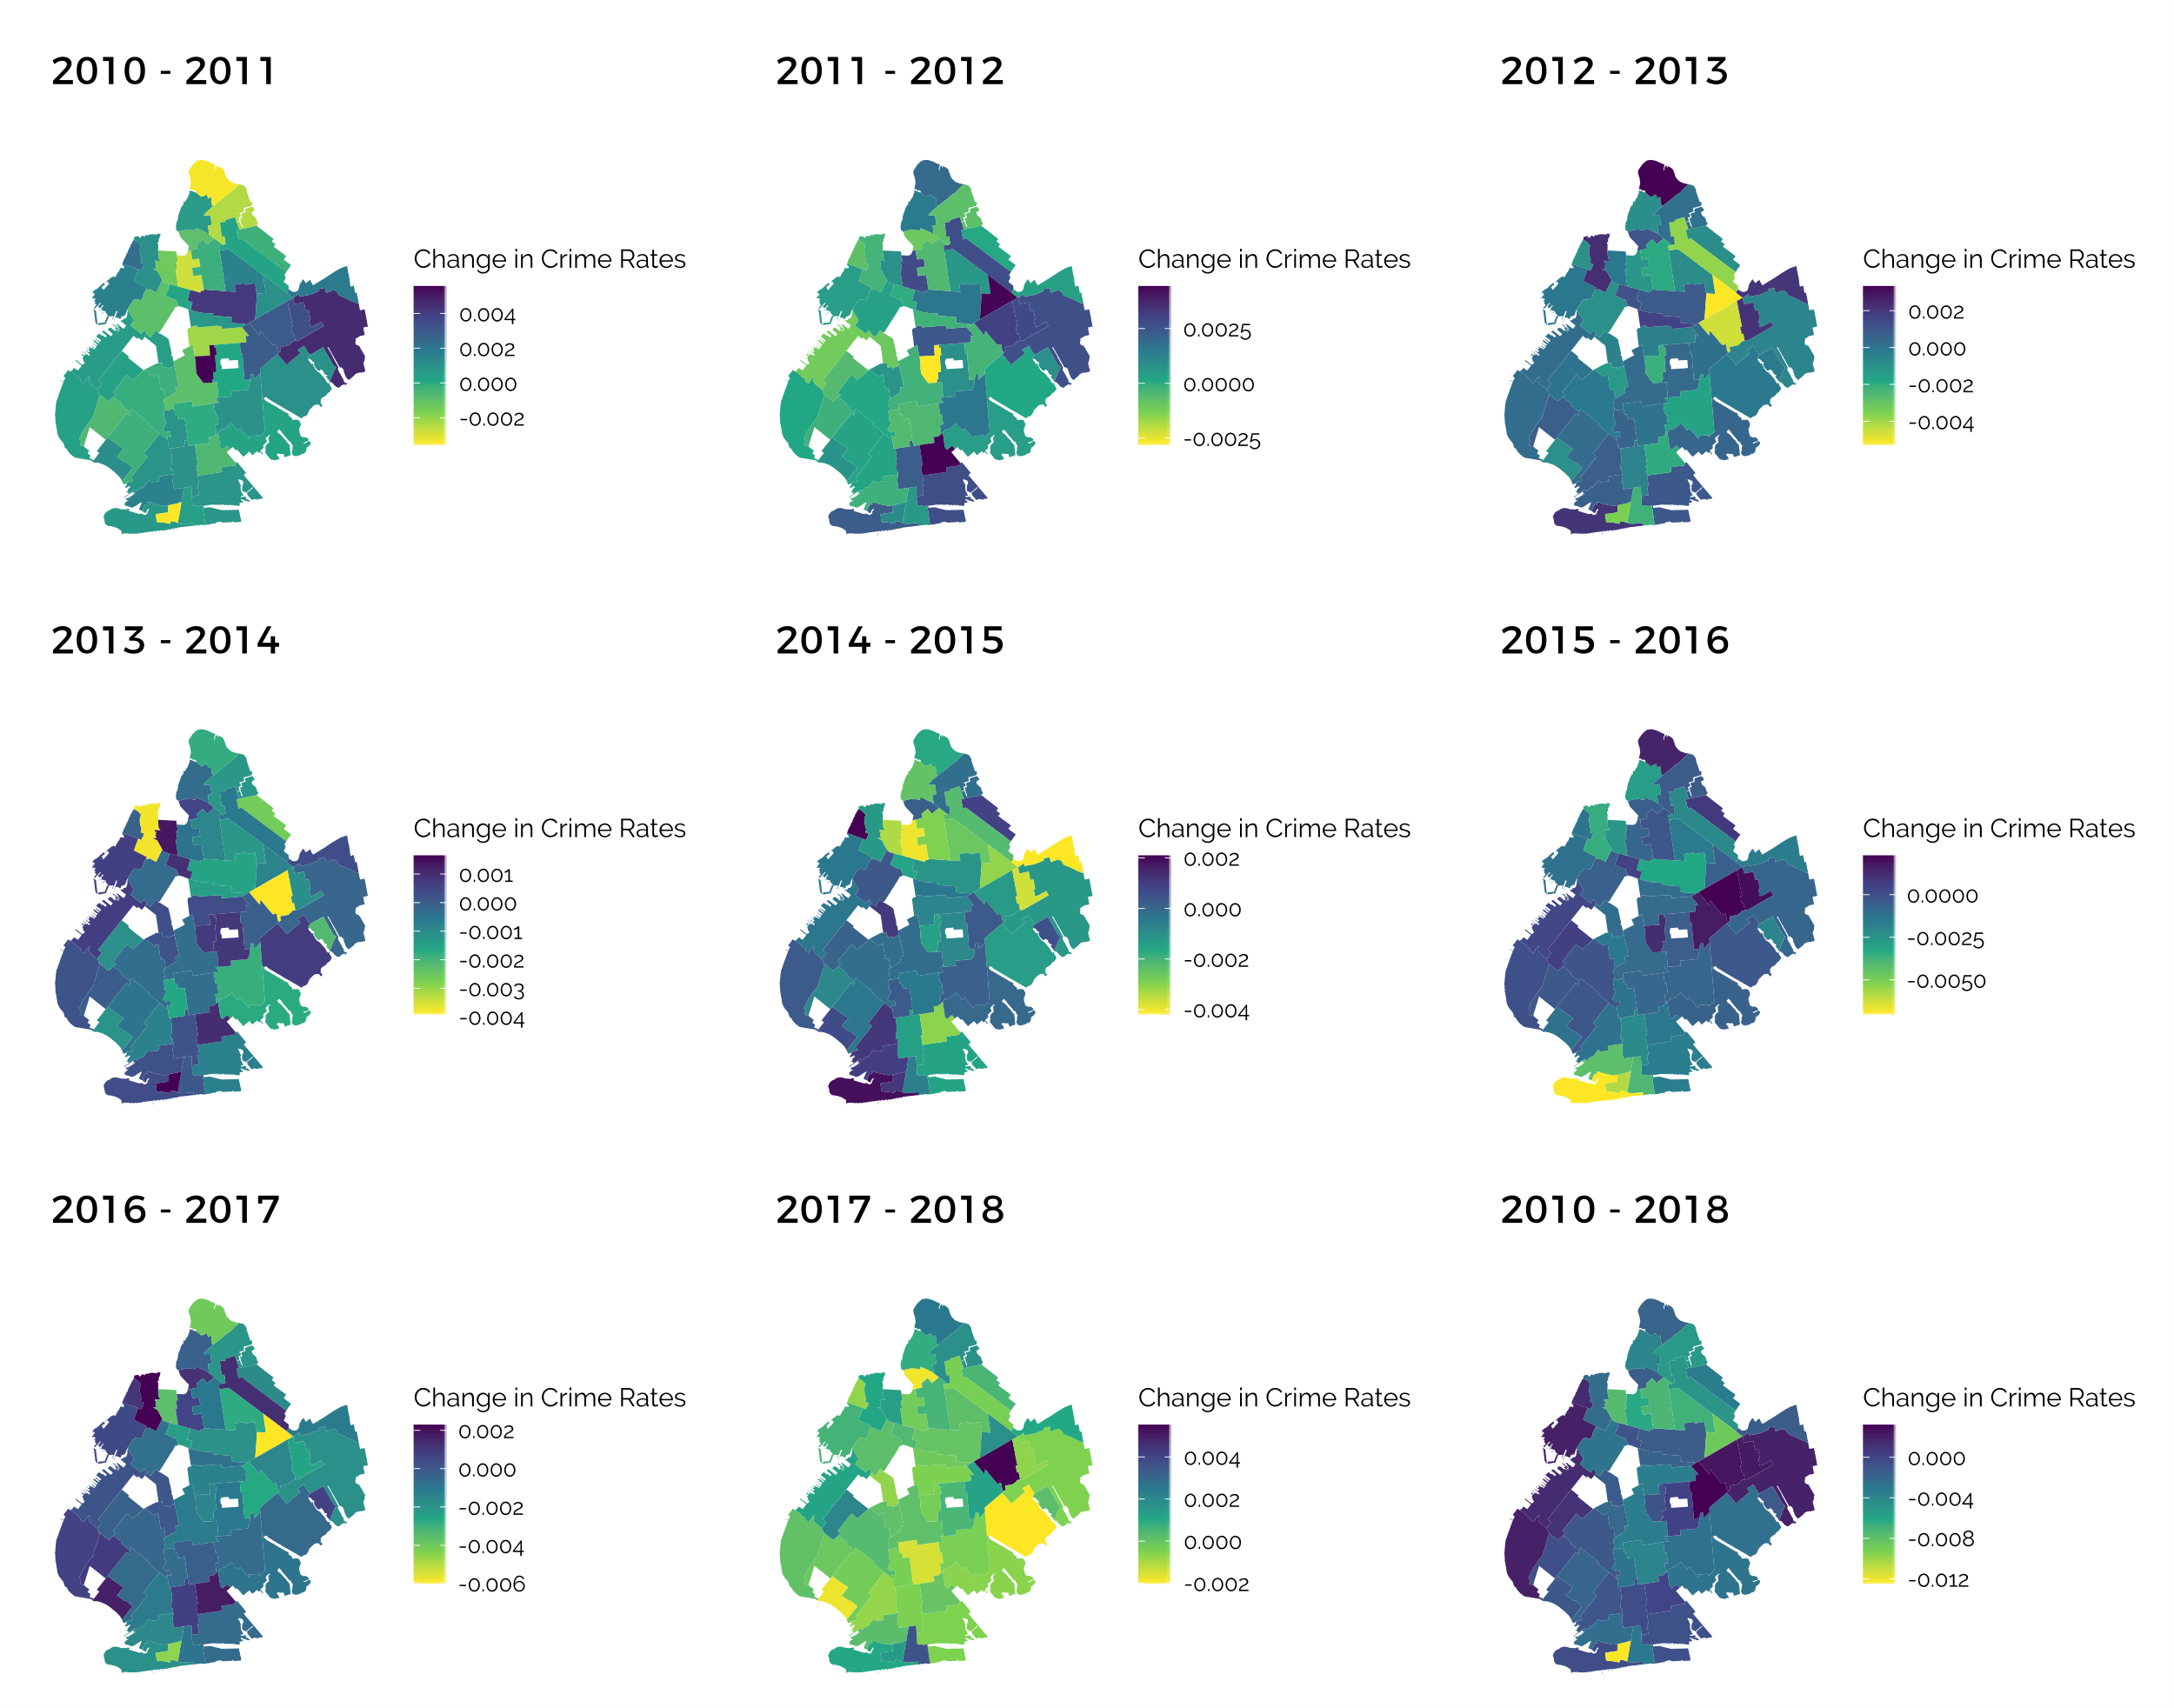 2010 - 2011
Change in Crime Rates
0.004
0.002
0.000
-0.002
2011 - 2012
Change in Crime Rates
0.0025
0.0000
-0.0025
2012 - 2013
Change in Crime Rates
0.002
0.000
-0.002
-0.004
2013 - 2014
Change in Crime Rates
0.001
0.000
-0.001
-0.002
-0.003
-0.004
2014 - 2015
Change in Crime Rates
0.002
0.000
-0.002
-0.004
2015 - 2016
Change in Crime Rates
0.0000
-0.0025
-0.0050
2016 - 2017
Change in Crime Rates
0.002
0.000
-0.002
-0.004
-0.006
2017 - 2018
Change in Crime Rates
0.004
0.002
0.000
-0.002
2010 - 2018
Change in Crime Rates
0.000
-0.004
-0.008
-0.012